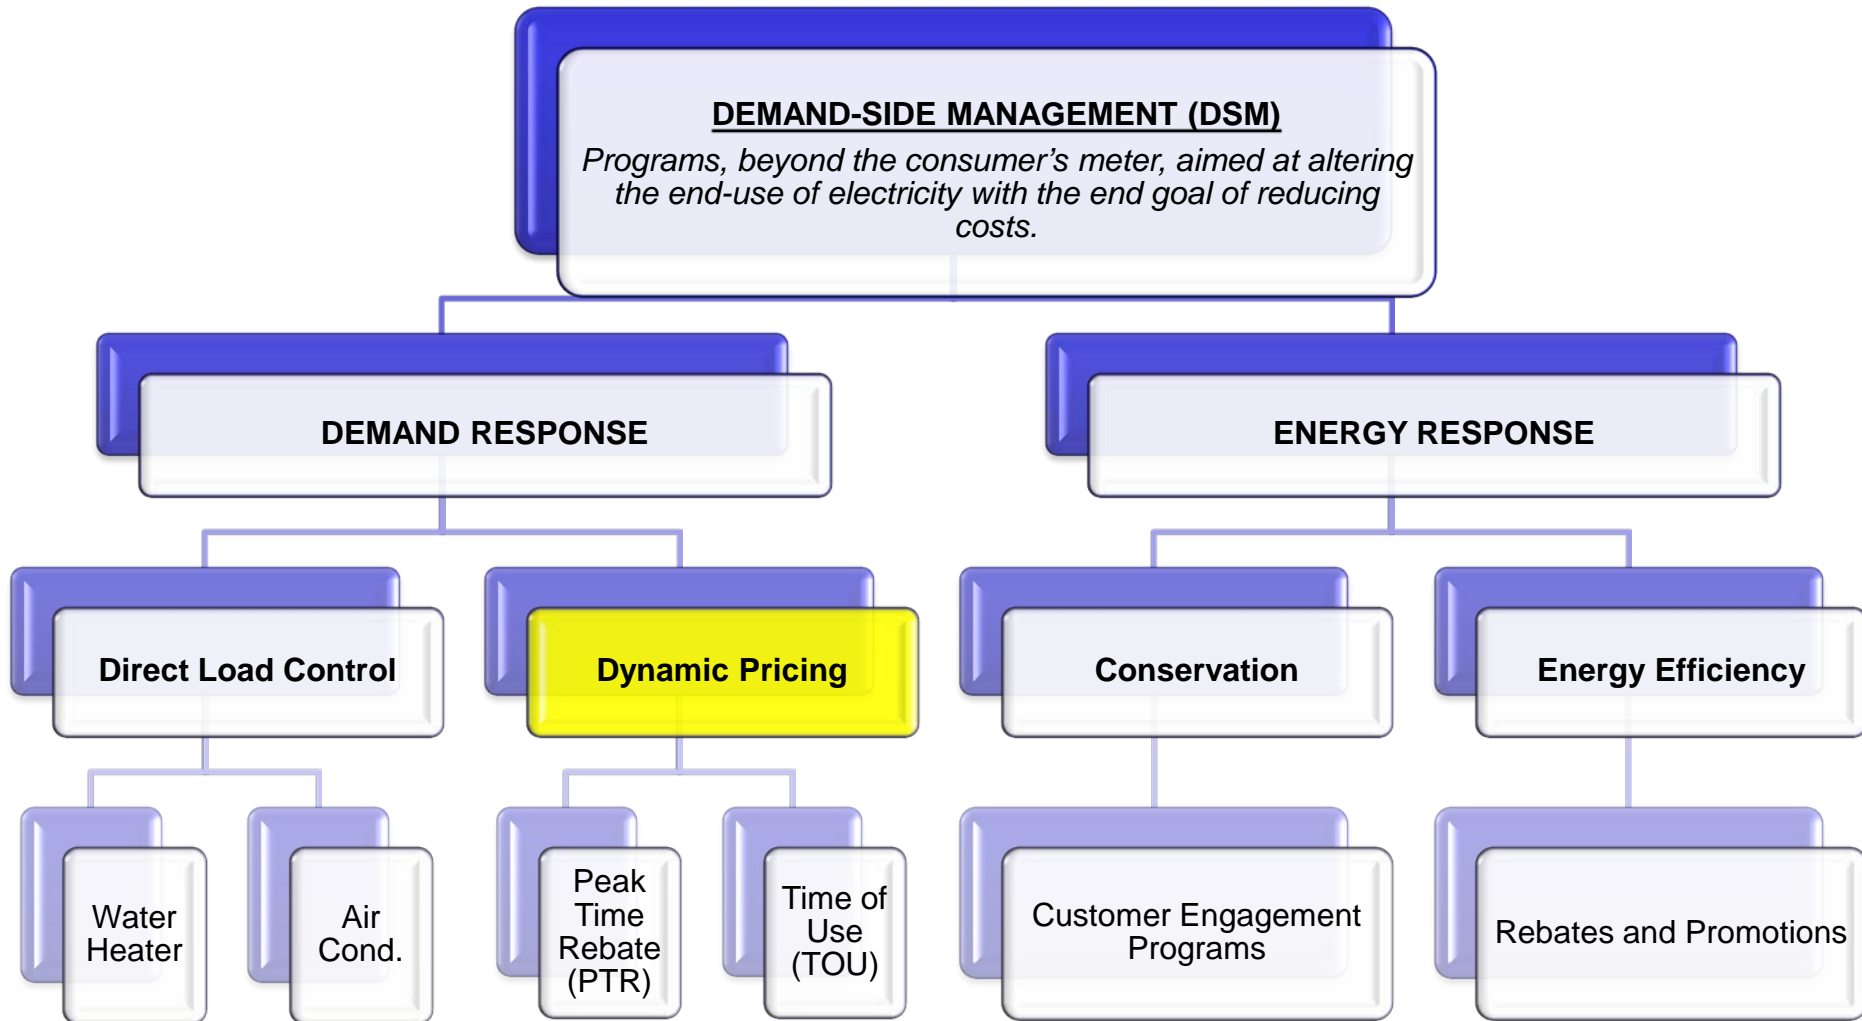 DEMAND-SIDE MANAGEMENT (DSM)
Programs, beyond the consumer’s meter, aimed at altering
the end-use of electricity with the end goal of reducing
costs.
DEMAND RESPONSE
ENERGY RESPONSE
Direct Load Control
Dynamic Pricing
Conservation
Energy Efficiency
Water
Heater
Air
Cond.
Peak
Time
Rebate
(PTR)
Time of
Use
(TOU)
Customer Engagement
Programs
Rebates and Promotions